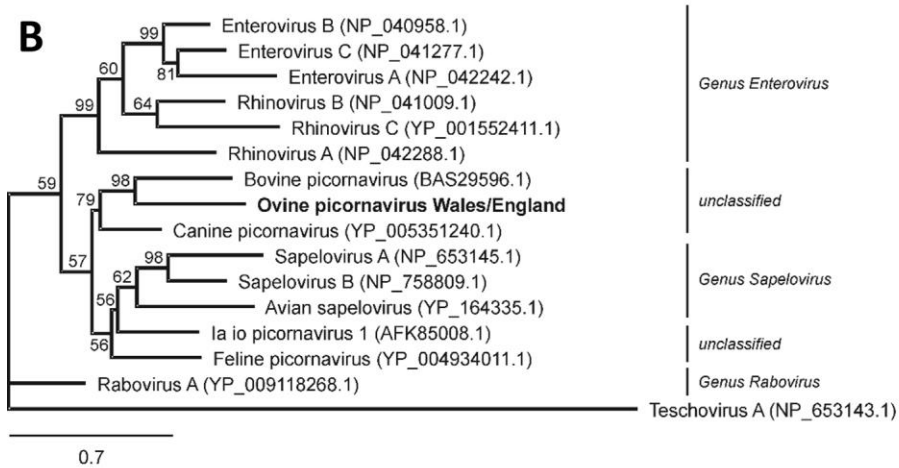 B
Enterovirus B (NP_040958.1)
99
Enterovirus C (NP_041277.1)
81
Enterovirus A (NP_042242.1)
60
Genus Enterovirus
Rhinovirus B (NP_041009.1)
64
99
Rhinovirus C (YP_001552411.1)
Rhinovirus A (NP_042288.1)
59
Bovine picornavirus (BAS29596.1)
98
79
Ovine picornavirus Wales/England
unclassified
Canine picornavirus (YP_005351240.1)
57
Sapelovirus A (NP_653145.1)
98
62
Sapelovirus B (NP_758809.1)
Genus Sapelovirus
56
Avian sapelovirus (YP_164335.1)
Ia io picornavirus 1 (AFK85008.1)
56
unclassified
Feline picornavirus (YP_004934011.1)
Rabovirus A (YP_009118268.1)
Genus Rabovirus
Teschovirus A (NP_653143.1)
0.7